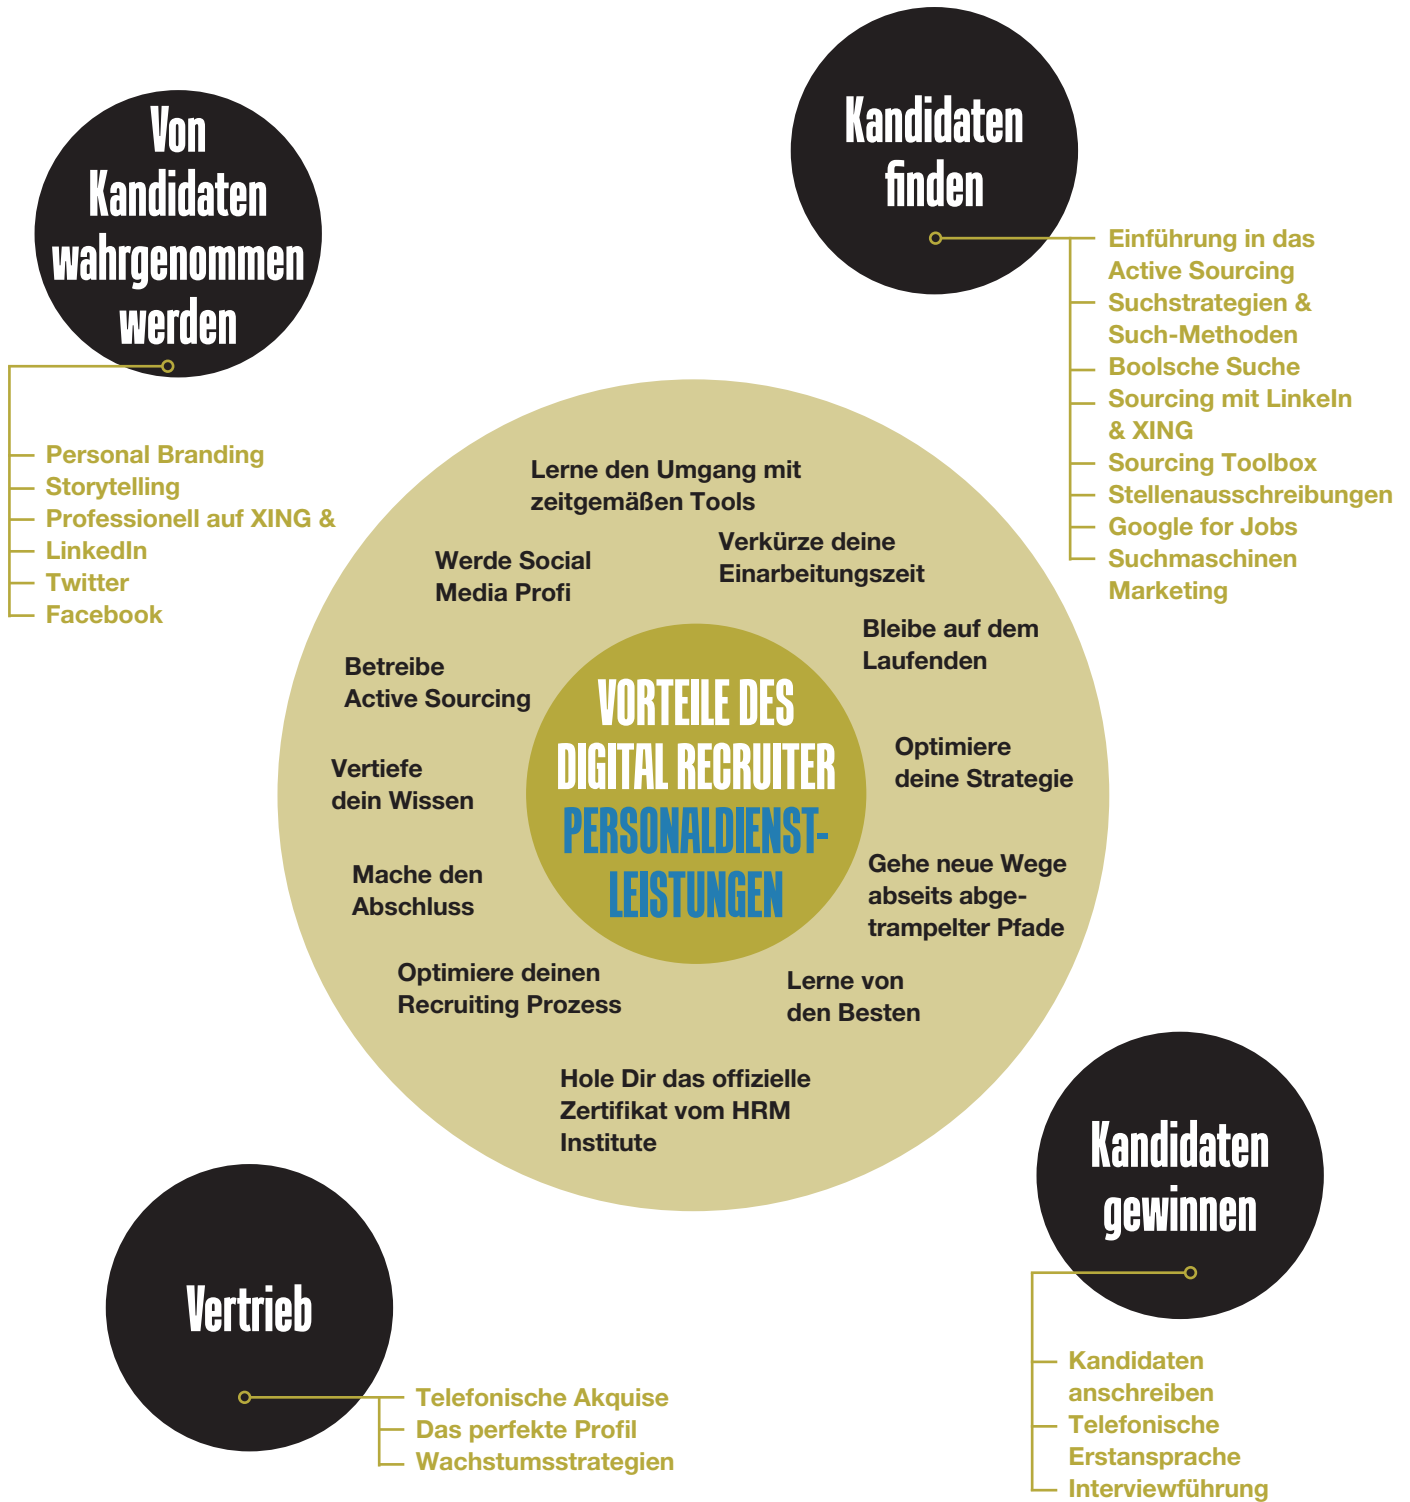 Von
Kandidaten
wahrgenommen
werden
Personal Branding
Storytelling
Professionell auf XING &
LinkedIn
Twitter
Facebook
Kandidaten
finden
Einführung in das
Active Sourcing
Suchstrategien &
Such-Methoden
Boolsche Suche
Sourcing mit LinkeIn
& XING
Sourcing Toolbox
Stellenausschreibungen
Google for Jobs
Suchmaschinen
Marketing
Lerne den Umgang mit
zeitgemäßen Tools
Verkürze deine
Einarbeitungszeit
Bleibe auf dem
Laufenden
Optimiere
deine Strategie
Gehe neue Wege
abseits abge-
trampelter Pfade
Lerne von
den Besten
Hole Dir das offizielle
Zertifikat vom HRM
Institute
Optimiere deinen
Recruiting Prozess
Mache den
Abschluss
Vertiefe
dein Wissen
Betreibe
Active Sourcing
Werde Social
Media Profi
VORTEILE DES
DIGITAL RECRUITER
PERSONALDIENST-
LEISTUNGEN
Vertrieb
Telefonische Akquise
Das perfekte Profil
Wachstumsstrategien
Kandidaten
gewinnen
Kandidaten
anschreiben
Telefonische
Erstansprache
Interviewführung